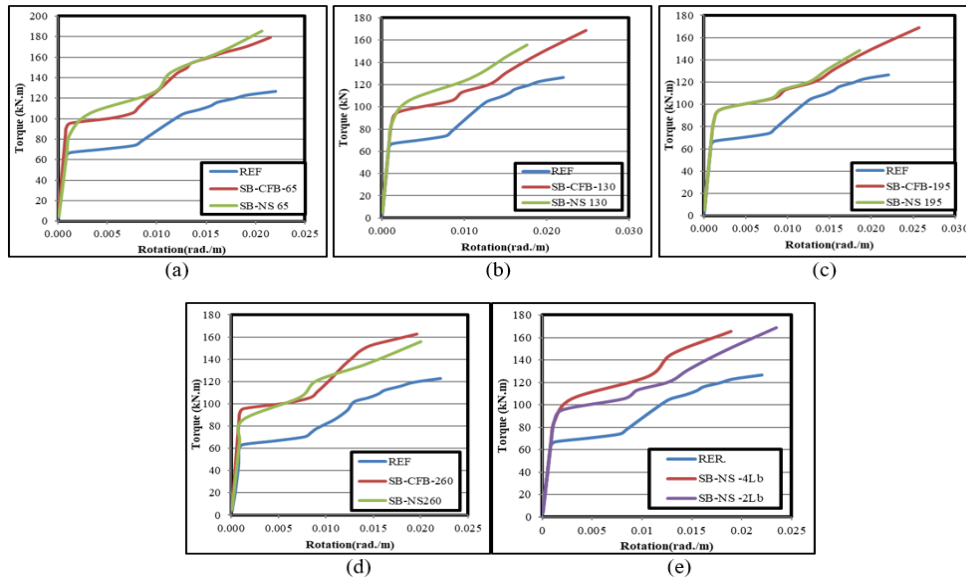 200
180
160
140
120
100
80
60
40
20
0
Torque (kN.m)
REF
SB-CFB-65
SB-NS 65
0.000 0.005 0.010 0.015 0.020 0.025
Rotation(rad./m)
(a)
180
160
140
120
100
80
60
40
20
0
Torque (kN)
REF
SB-CFB-130
SB-NS 130
0.000 0.010 0.020 0.030
Rotation(rad./m)
(b)
180
160
140
120
100
80
60
40
20
0
Torque (kN.m)
REF
SB-CFB-195
SB-NS 195
0.000 0.005 0.010 0.015 0.020 0.025 0.030
Rotation(rad./m)
(c)
180
160
140
120
100
80
60
40
20
0
Torque (kN.m)
REF
SB-CFB-260
SB-NS260
0.000 0.005 0.010 0.015 0.020 0.025
Rotation(rad./m)
(d)
180
160
140
120
100
80
60
40
20
0
Torque (kN.m)
RER.
SB-NS -4Lb
SB-NS -2Lb
0 0.005 0.01 0.015 0.02 0.025
Rotation(rad./m)
(e)